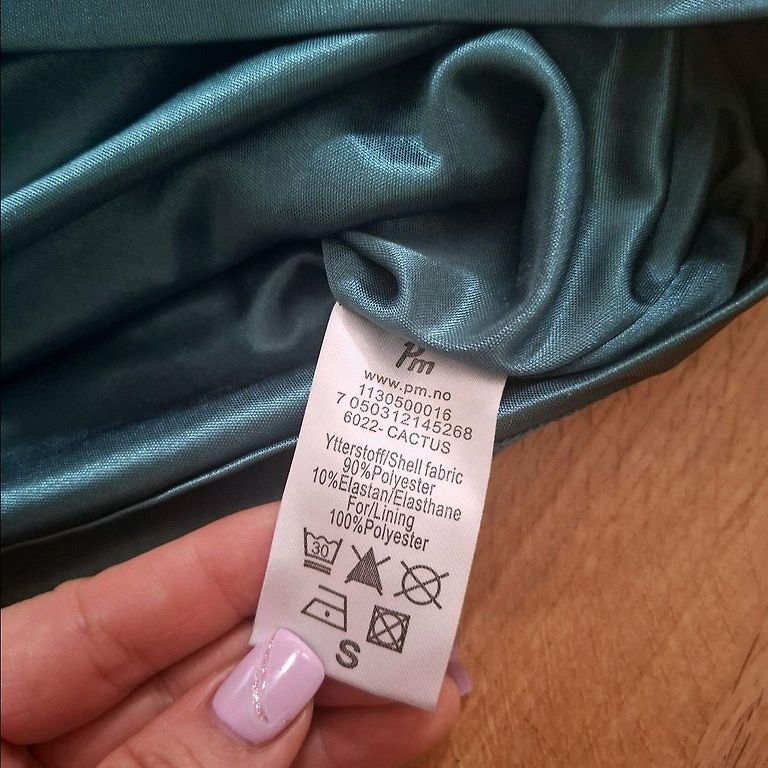 Pm
www.pm.no
1130500016
7 050312145268
6022- CACTUS
Ytterstoff/Shell fabric
90%Polyester
10%Elastan/Elasthane
For/Lining
100%Polyester
30
S